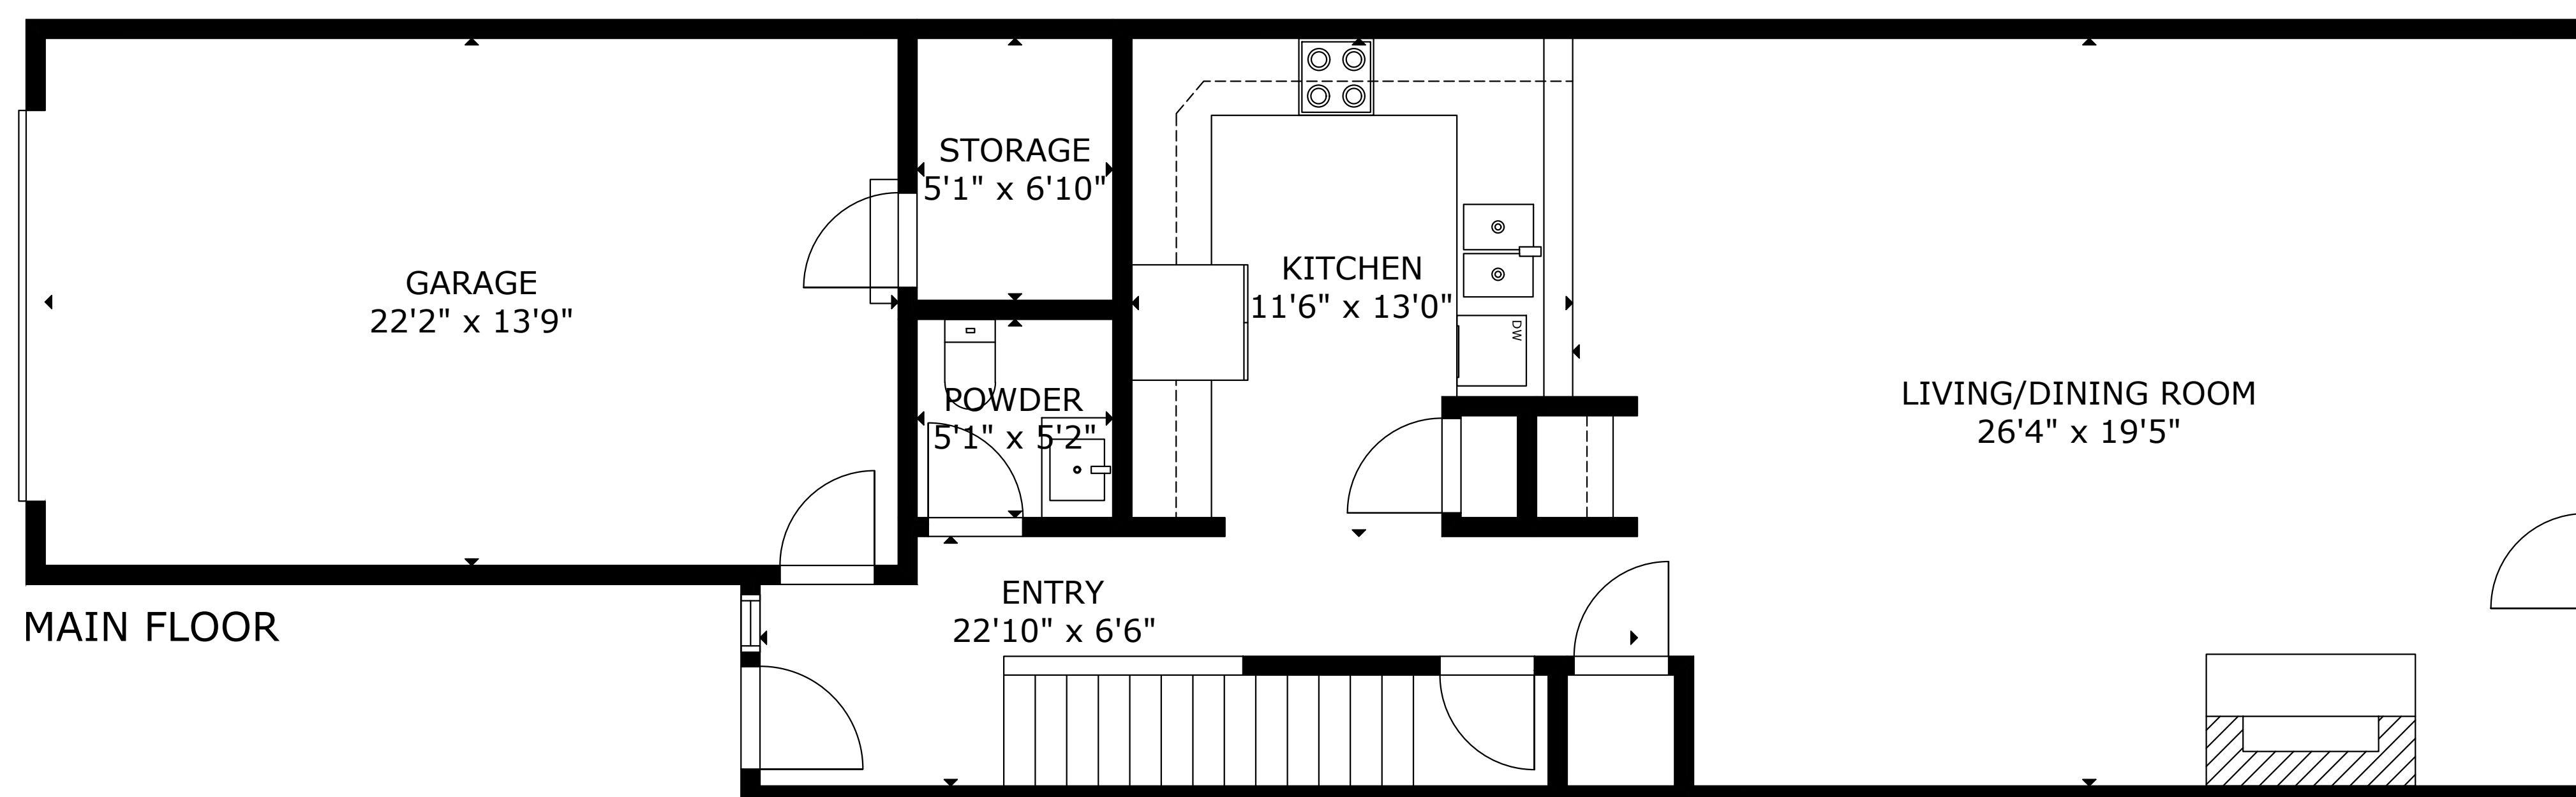 STORAGE
5'1" x 6'10"
GARAGE
22'2" x 13'9"
KITCHEN
11'6" x 13'0"
DW
POWDER
5'1" x 5'2"
LIVING/DINING ROOM
26'4" x 19'5"
ENTRY
22'10" x 6'6"
MAIN FLOOR